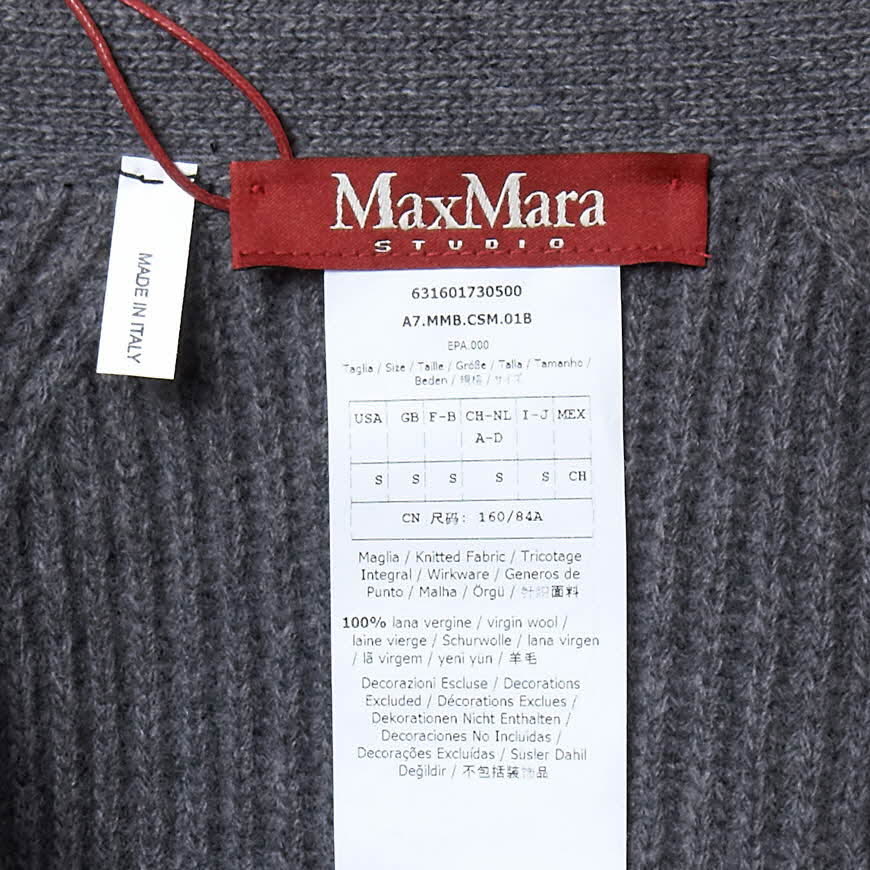 MaxMara
STUDIO
MADE IN ITALY
631601730500
A7.MMB.CSM.01B
EPA.000
Taglia / Size / Taille / Größe / Talla / Tamanho /
Beden / 規格 / サイズ
USA GB F-B CH-NL I-J MEX
A-D
S S S S S CH
CN 尺码: 160/84A
Maglia / Knitted Fabric / Tricotage
Integral / Wirkware / Generos de
Punto / Malha / Örgü / 针织面料
100% lana vergine / virgin wool /
laine vierge / Schurwolle / lana virgen
/ lã virgem / yeni yün / 羊毛
Decorazioni Escluse / Decorations
Excluded / Décorations Exclues /
Dekorationen Nicht Enthalten /
Decoraciones No Incluidas /
Decorações Excluídas / Süsler Dahil
Değildir / 不包括装饰品